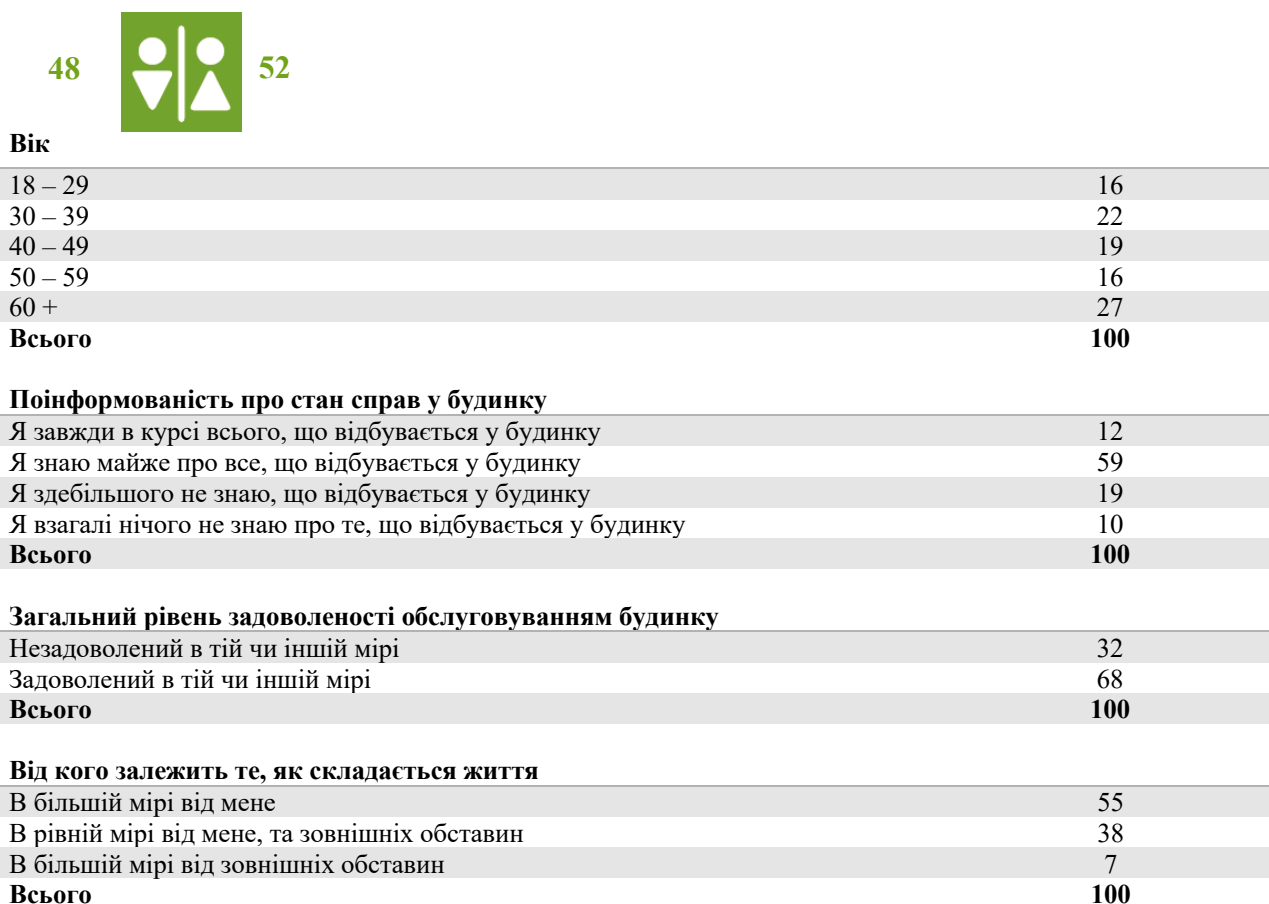 48 52
Вік
18 – 29 16
30 – 39 22
40 – 49 19
50 – 59 16
60 + 27
Всього 100
Поінформованість про стан справ у будинку
Я завжди в курсі всього, що відбувається у будинку 12
Я знаю майже про все, що відбувається у будинку 59
Я здебільшого не знаю, що відбувається у будинку 19
Я взагалі нічого не знаю про те, що відбувається у будинку 10
Всього 100
Загальний рівень задоволеності обслуговуванням будинку
Незадоволений в тій чи іншій мірі 32
Задоволений в тій чи іншій мірі 68
Всього 100
Від кого залежить те, як складається життя
В більшій мірі від мене 55
В рівній мірі від мене, та зовнішніх обставин 38
В більшій мірі від зовнішніх обставин 7
Всього 100